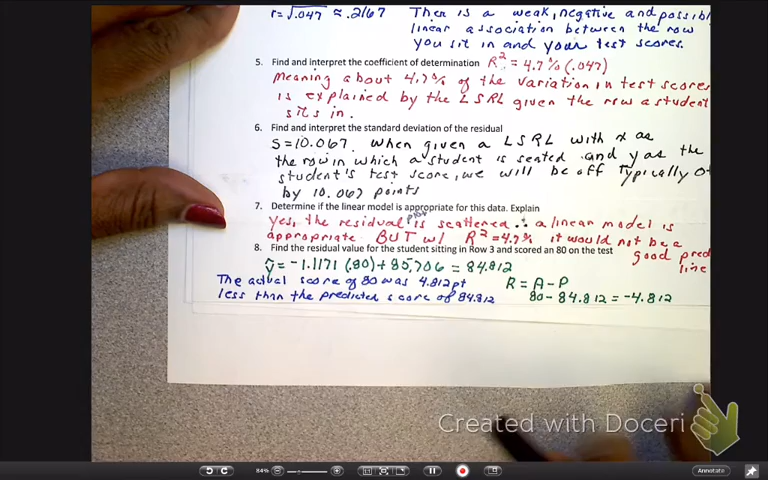 r=√.047 ≈ .2167 There is a weak, negative and possibl
linear association between the row
you sit in and your test scores.
5. Find and interpret the coefficient of determination R² = 4.7% (.047)
Meaning about 4.7% of the variation in test scores
is explained by the LSRL given the row a student
sits in.
6. Find and interpret the standard deviation of the residual
S=10.067. When given a LSRL with x as
the row in which a student is seated and y as the
student's test score, we will be off typically
by 10.067 points
7. Determine if the linear model is appropriate for this data. Explain
Yes, the residual plot is scattered ∴ a linear model is
appropriate BUT w/ R² = 4.7% it would not be a
good pred
line
8. Find the residual value for the student sitting in Row 3 and scored an 80 on the test
ŷ = -1.1171 (.80) + 85.706 = 84.812
The actual score of 80 was 4.812pt
less than the predicted score of 84.812
R = A - P
80 - 84.812 = -4.812
Created with Doceri
84%
Annotate